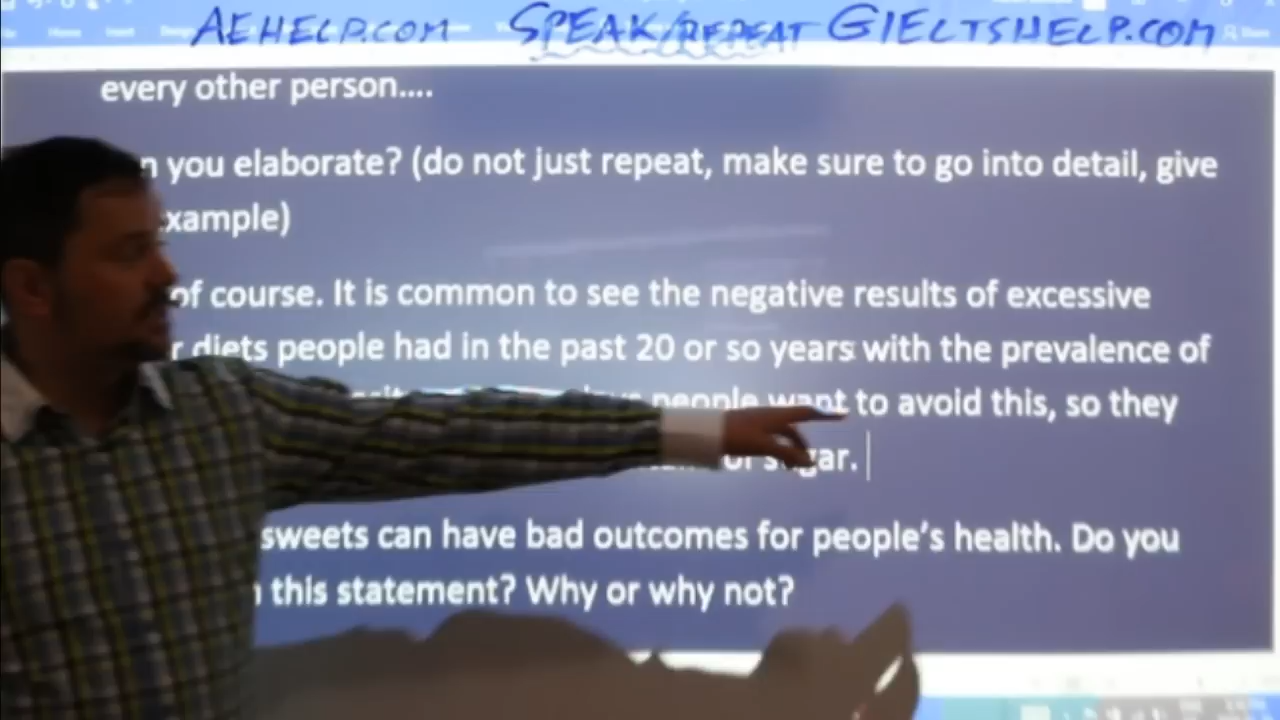 AEHELP.COM SPEAK/REPEAT GIELTSHELP.COM
every other person....
you elaborate? (do not just repeat, make sure to go into detail, give
xample)
of course. It is common to see the negative results of excessive
diets people had in the past 20 or so years with the prevalence of
people want to avoid this, so they
or sugar.
sweets can have bad outcomes for people's health. Do you
this statement? Why or why not?